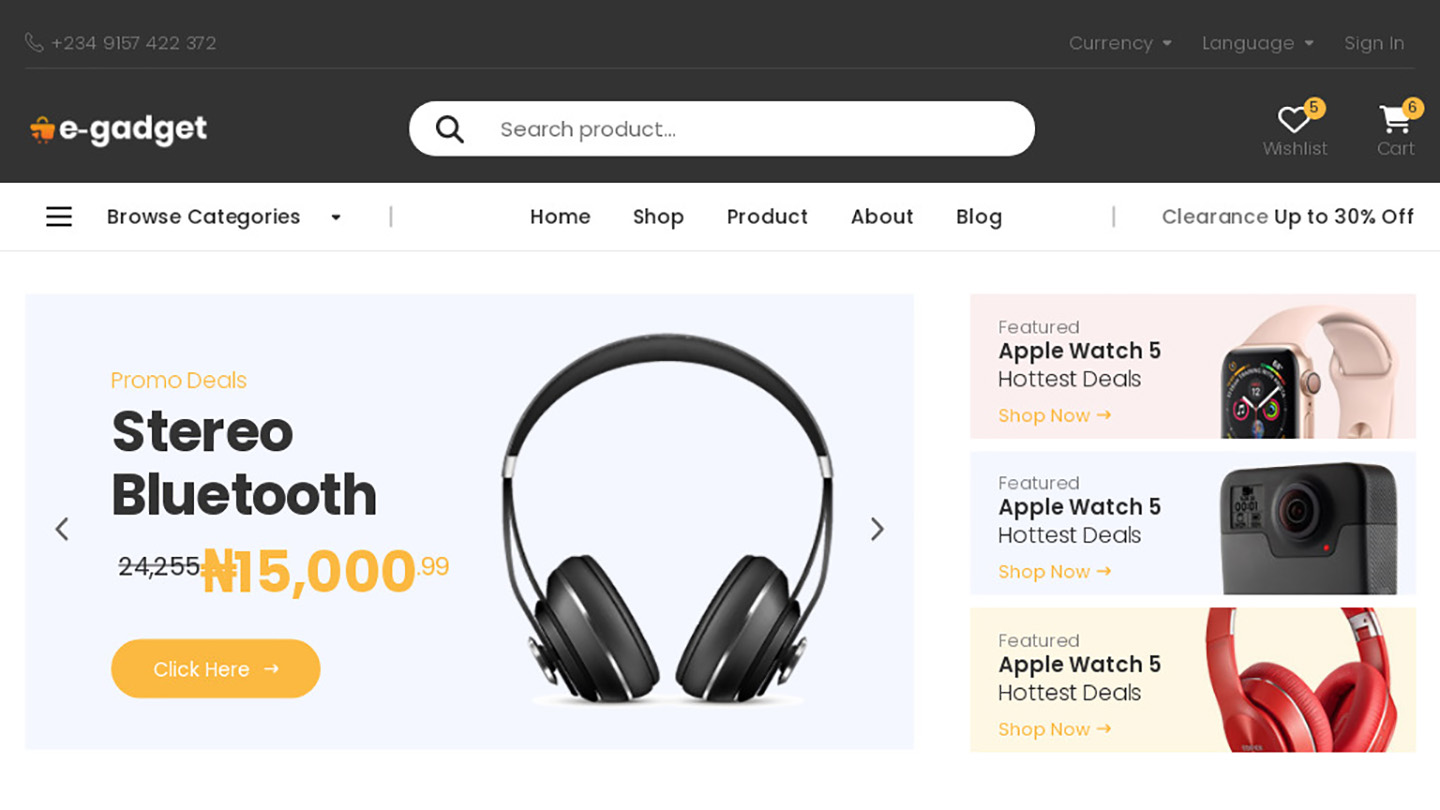 +234 9157 422 372
Currency Language Sign In
e-gadget
Search product...
5
Wishlist
6
Cart
Browse Categories
Home Shop Product About Blog
Clearance Up to 30% Off
Promo Deals
Stereo
Bluetooth
24,255₦15,000.99
Click Here →
Featured
Apple Watch 5
Hottest Deals
Shop Now →
Featured
Apple Watch 5
Hottest Deals
Shop Now →
00:01
Featured
Apple Watch 5
Hottest Deals
Shop Now →